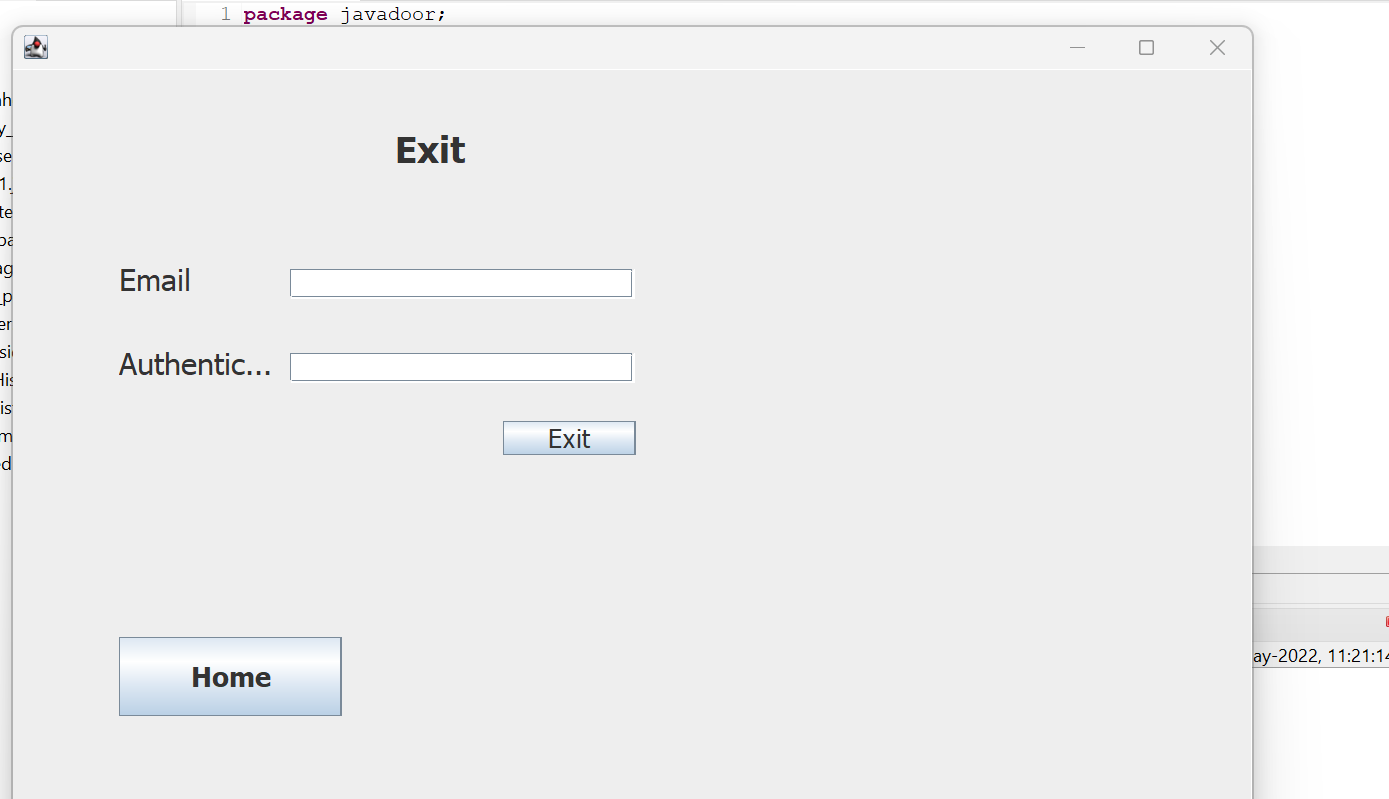 1 package javadoor;
Exit
Email
Authentic...
Exit
Home
ay-2022, 11:21:14